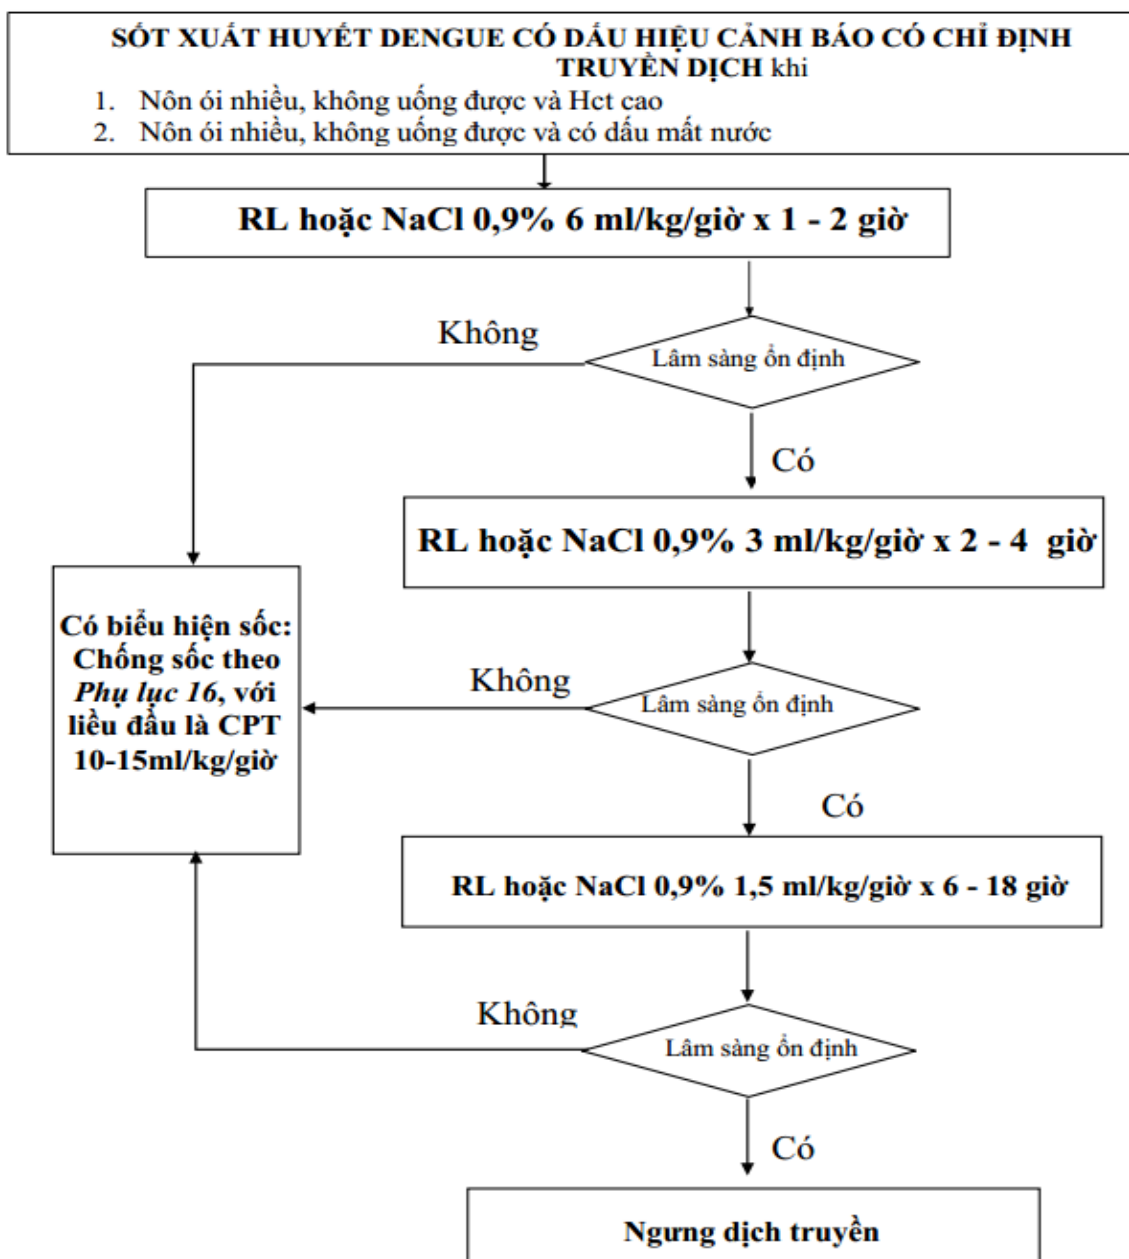 SỐT XUẤT HUYẾT DENGUE CÓ DẤU HIỆU CẢNH BÁO CÓ CHỈ ĐỊNH
TRUYỀN DỊCH khi
1. Nôn ói nhiều, không uống được và Hct cao
2. Nôn ói nhiều, không uống được và có dấu mất nước
RL hoặc NaCl 0,9% 6 ml/kg/giờ x 1 - 2 giờ
Không
Lâm sàng ổn định
Có
RL hoặc NaCl 0,9% 3 ml/kg/giờ x 2 - 4 giờ
Có biểu hiện sốc:
Chống sốc theo
Phụ lục 16, với
liều đầu là CPT
10-15ml/kg/giờ
Không
Lâm sàng ổn định
Có
RL hoặc NaCl 0,9% 1,5 ml/kg/giờ x 6 - 18 giờ
Không
Lâm sàng ổn định
Có
Ngưng dịch truyền